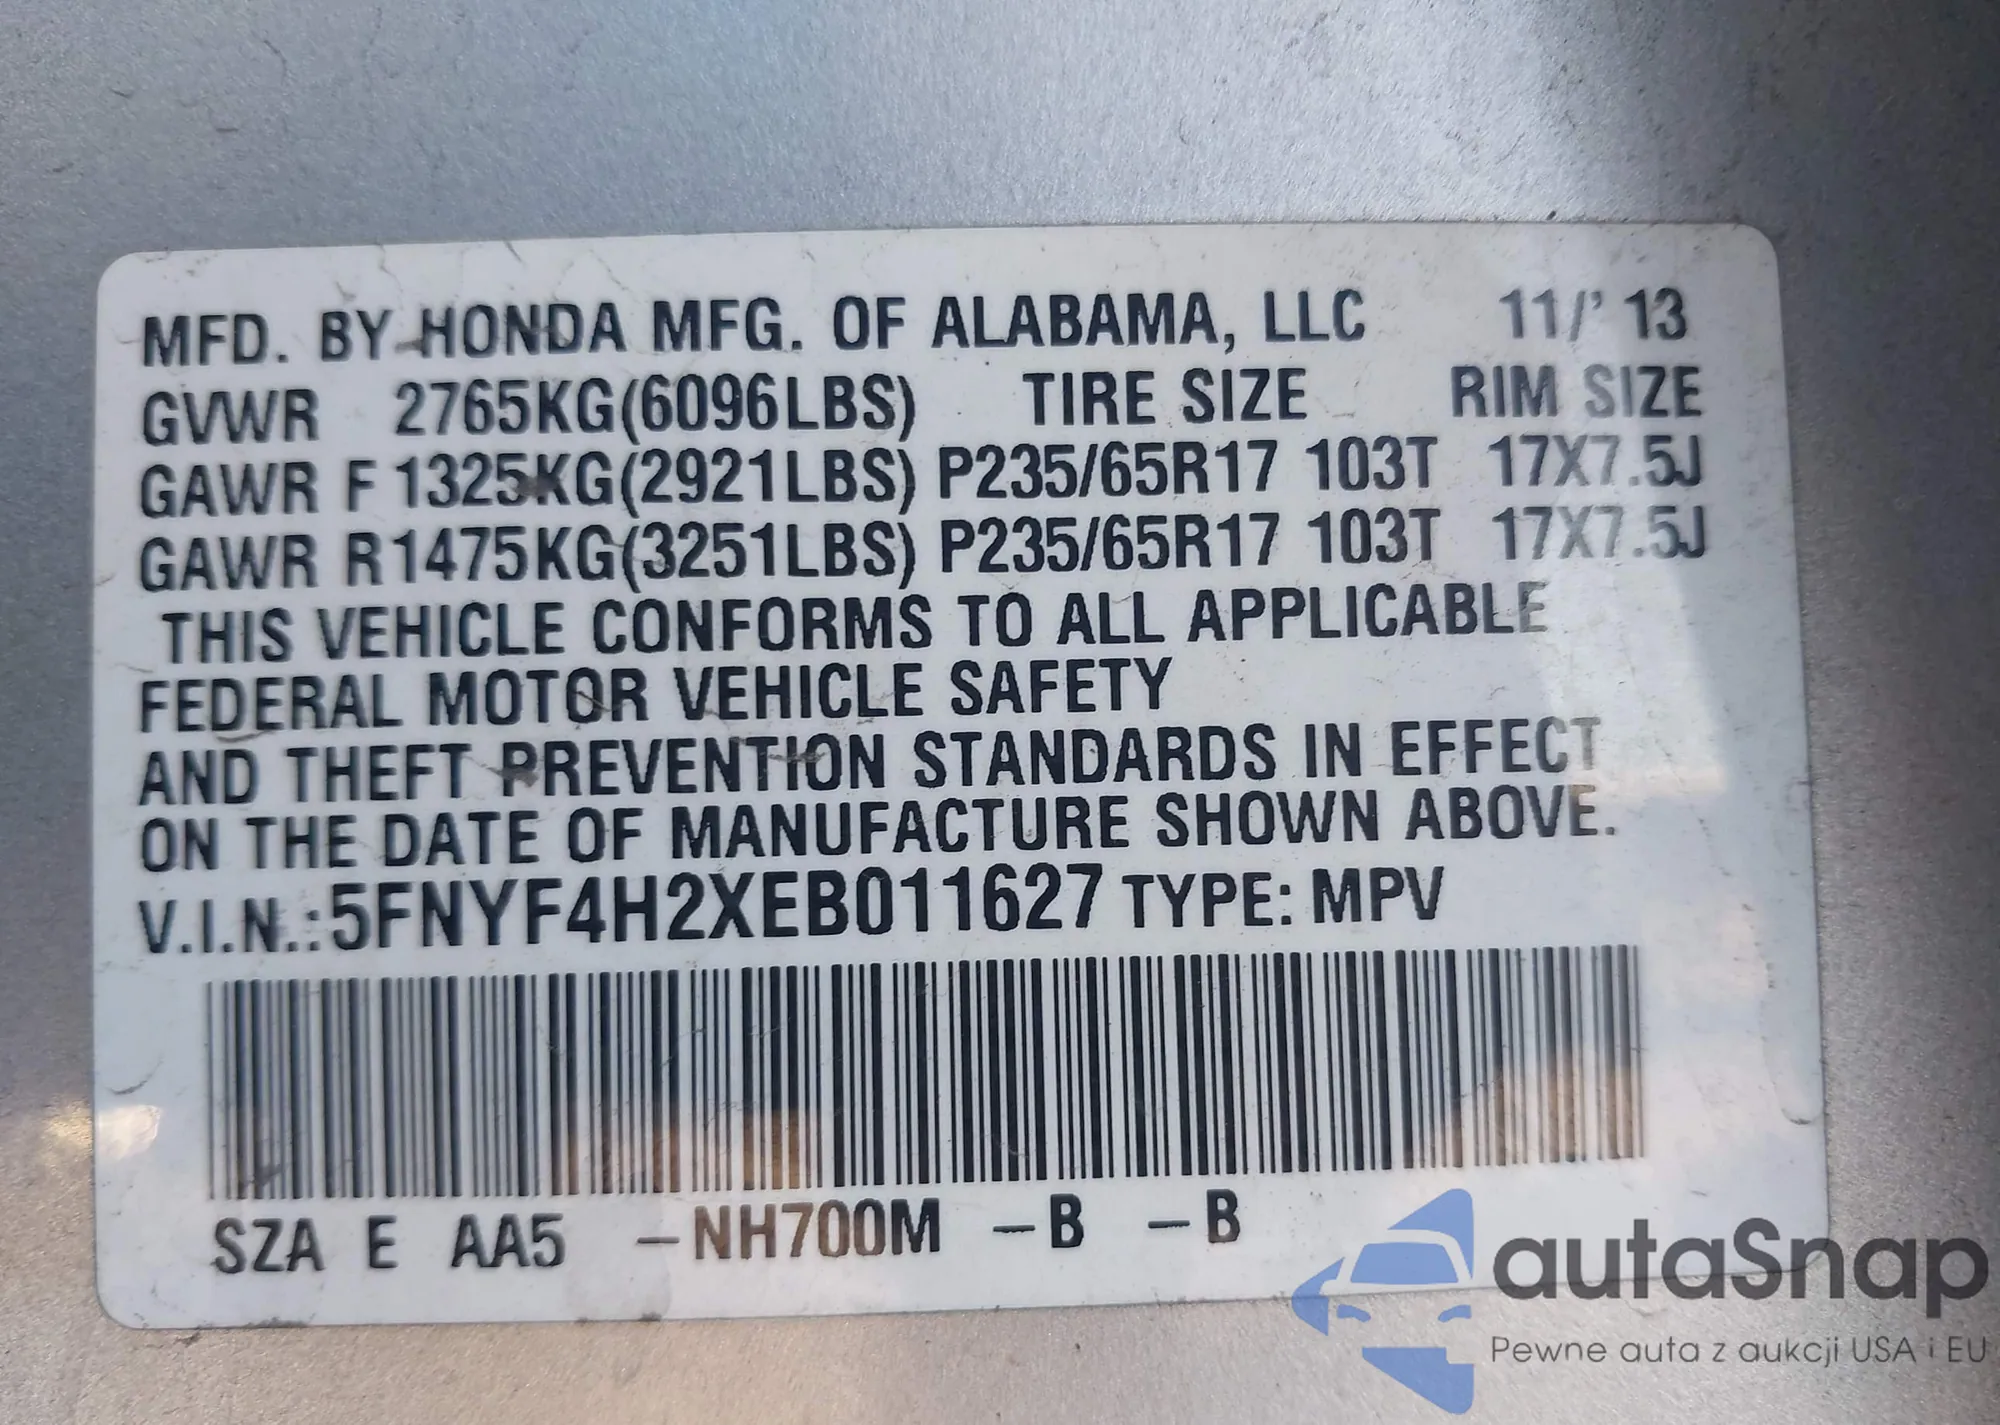 MFD. BY HONDA MFG. OF ALABAMA, LLC 11/' 13
GVWR 2765KG(6096LBS) TIRE SIZE RIM SIZE
GAWR F 1325KG(2921LBS) P235/65R17 103T 17X7.5J
GAWR R1475KG(3251LBS) P235/65R17 103T 17X7.5J
THIS VEHICLE CONFORMS TO ALL APPLICABLE
FEDERAL MOTOR VEHICLE SAFETY
AND THEFT PREVENTION STANDARDS IN EFFECT
ON THE DATE OF MANUFACTURE SHOWN ABOVE.
V.I.N.:5FNYF4H2XEB011627 TYPE: MPV
SZA E AA5 -NH700M -B -B
autaSnap
Pewne auta z aukcji USA i EU